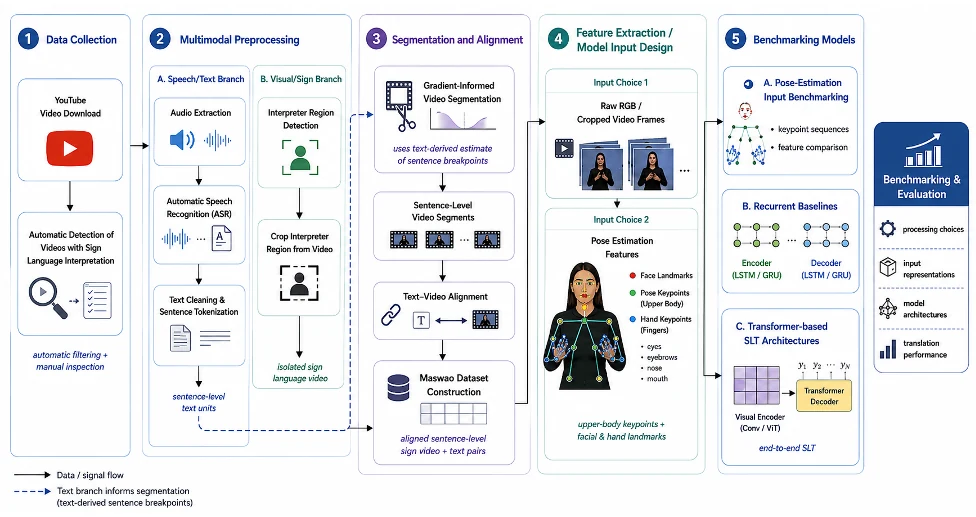 1 Data Collection
YouTube
Video Download
Automatic Detection of
Videos with Sign
Language Interpretation
automatic filtering +
manual inspection
2 Multimodal Preprocessing
A. Speech/Text Branch
Audio Extraction
Automatic Speech
Recognition (ASR)
... A
Text Cleaning &
Sentence Tokenization
sentence-level
text units
B. Visual/Sign Branch
Interpreter Region
Detection
Crop Interpreter
Region from Video
isolated sign
language video
3 Segmentation and Alignment
Gradient-Informed
Video Segmentation
uses text-derived estimate
of sentence breakpoints
Sentence-Level
Video Segments
...
Text–Video Alignment
T
Maswao Dataset
Construction
aligned sentence-level
sign video + text pairs
4 Feature Extraction /
Model Input Design
Input Choice 1
Raw RGB /
Cropped Video Frames
...
Input Choice 2
Pose Estimation
Features
Face Landmarks
Pose Keypoints
(Upper Body)
Hand Keypoints
(Fingers)
• eyes
• eyebrows
• nose
• mouth
upper-body keypoints +
facial & hand landmarks
5 Benchmarking Models
A. Pose-Estimation
Input Benchmarking
• keypoint sequences
• feature comparison
B. Recurrent Baselines
...
Encoder
(LSTM / GRU)
Decoder
(LSTM / GRU)
C. Transformer-based
SLT Architectures
y1 y2 ... yN
Transformer
Decoder
Visual Encoder
(Conv / ViT)
end-to-end SLT
Benchmarking
& Evaluation
processing choices
input
representations
model
architectures
translation
performance
Data / signal flow
Text branch informs segmentation
(text-derived sentence breakpoints)